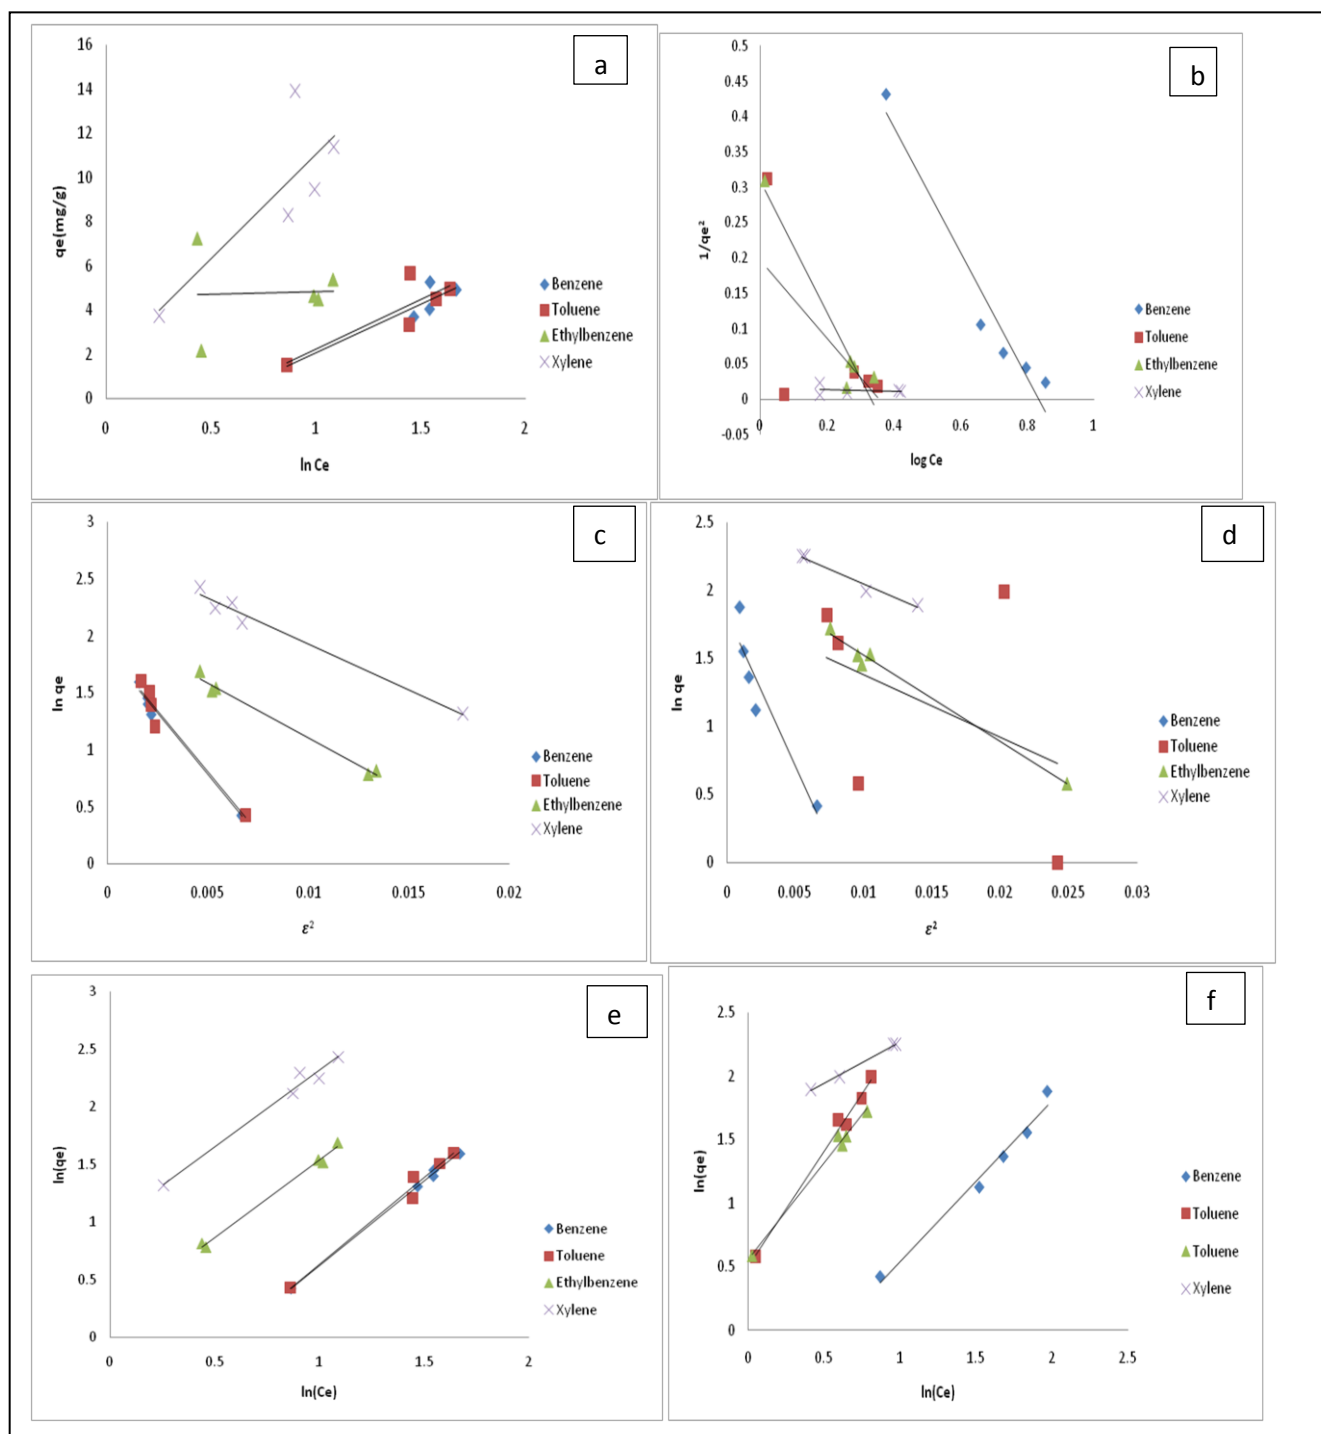 a
16
14
12
10
8
6
4
2
0
0.5
1
1.5
2
qe(mg/g)
ln Ce
Benzene
Toluene
Ethylbenzene
Xylene
b
0.5
0.45
0.4
0.35
0.3
0.25
0.2
0.15
0.1
0.05
0
-0.05
0
0.2
0.4
0.6
0.8
1
1/qe²
log Ce
Benzene
Toluene
Ethylbenzene
Xylene
c
3
2.5
2
1.5
1
0.5
0
0
0.005
0.01
0.015
0.02
ln qe
ε²
Benzene
Toluene
Ethylbenzene
Xylene
d
2.5
2
1.5
1
0.5
0
0
0.005
0.01
0.015
0.02
0.025
0.03
ln qe
ε²
Benzene
Toluene
Ethylbenzene
Xylene
e
3
2.5
2
1.5
1
0.5
0
0
0.5
1
1.5
2
ln(qe)
ln(Ce)
Benzene
Toluene
Ethylbenzene
Xylene
f
2.5
2
1.5
1
0.5
0
0
0.5
1
1.5
2
2.5
ln(qe)
ln(Ce)
Benzene
Toluene
Toluene
Xylene